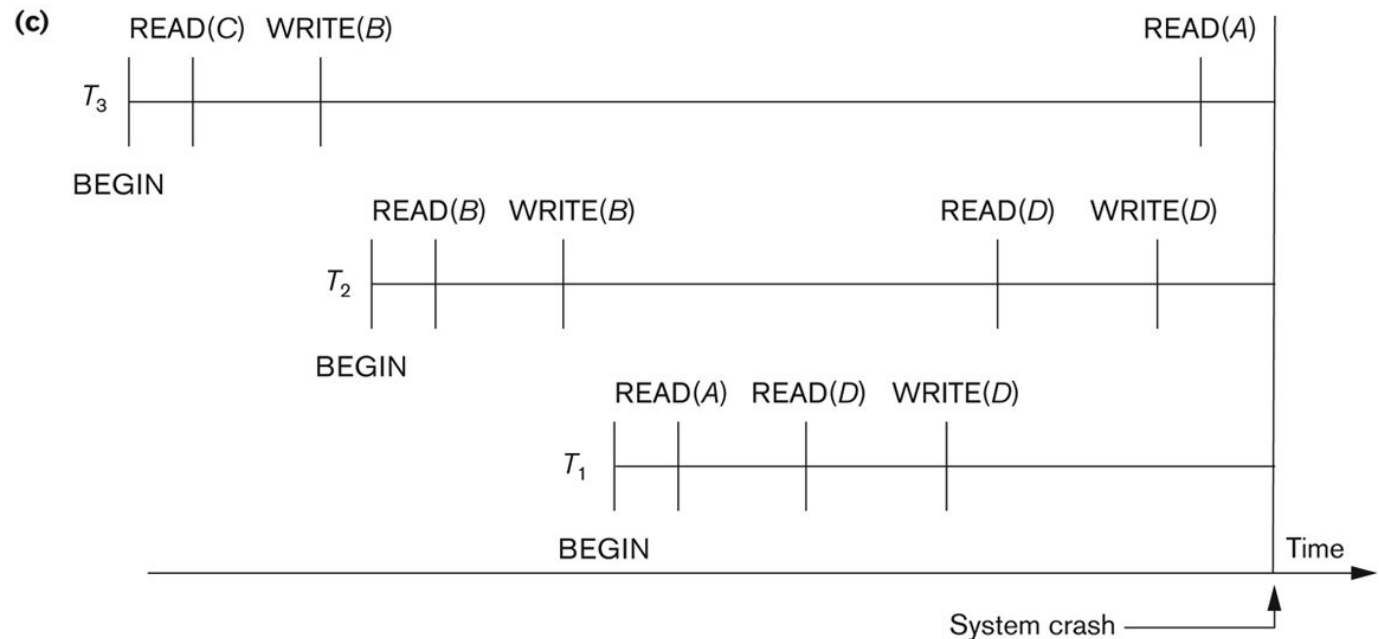 (c)
READ(C) WRITE(B) READ(A)
T₃
BEGIN
READ(B) WRITE(B) READ(D) WRITE(D)
T₂
BEGIN
READ(A) READ(D) WRITE(D)
T₁
BEGIN
Time
System crash